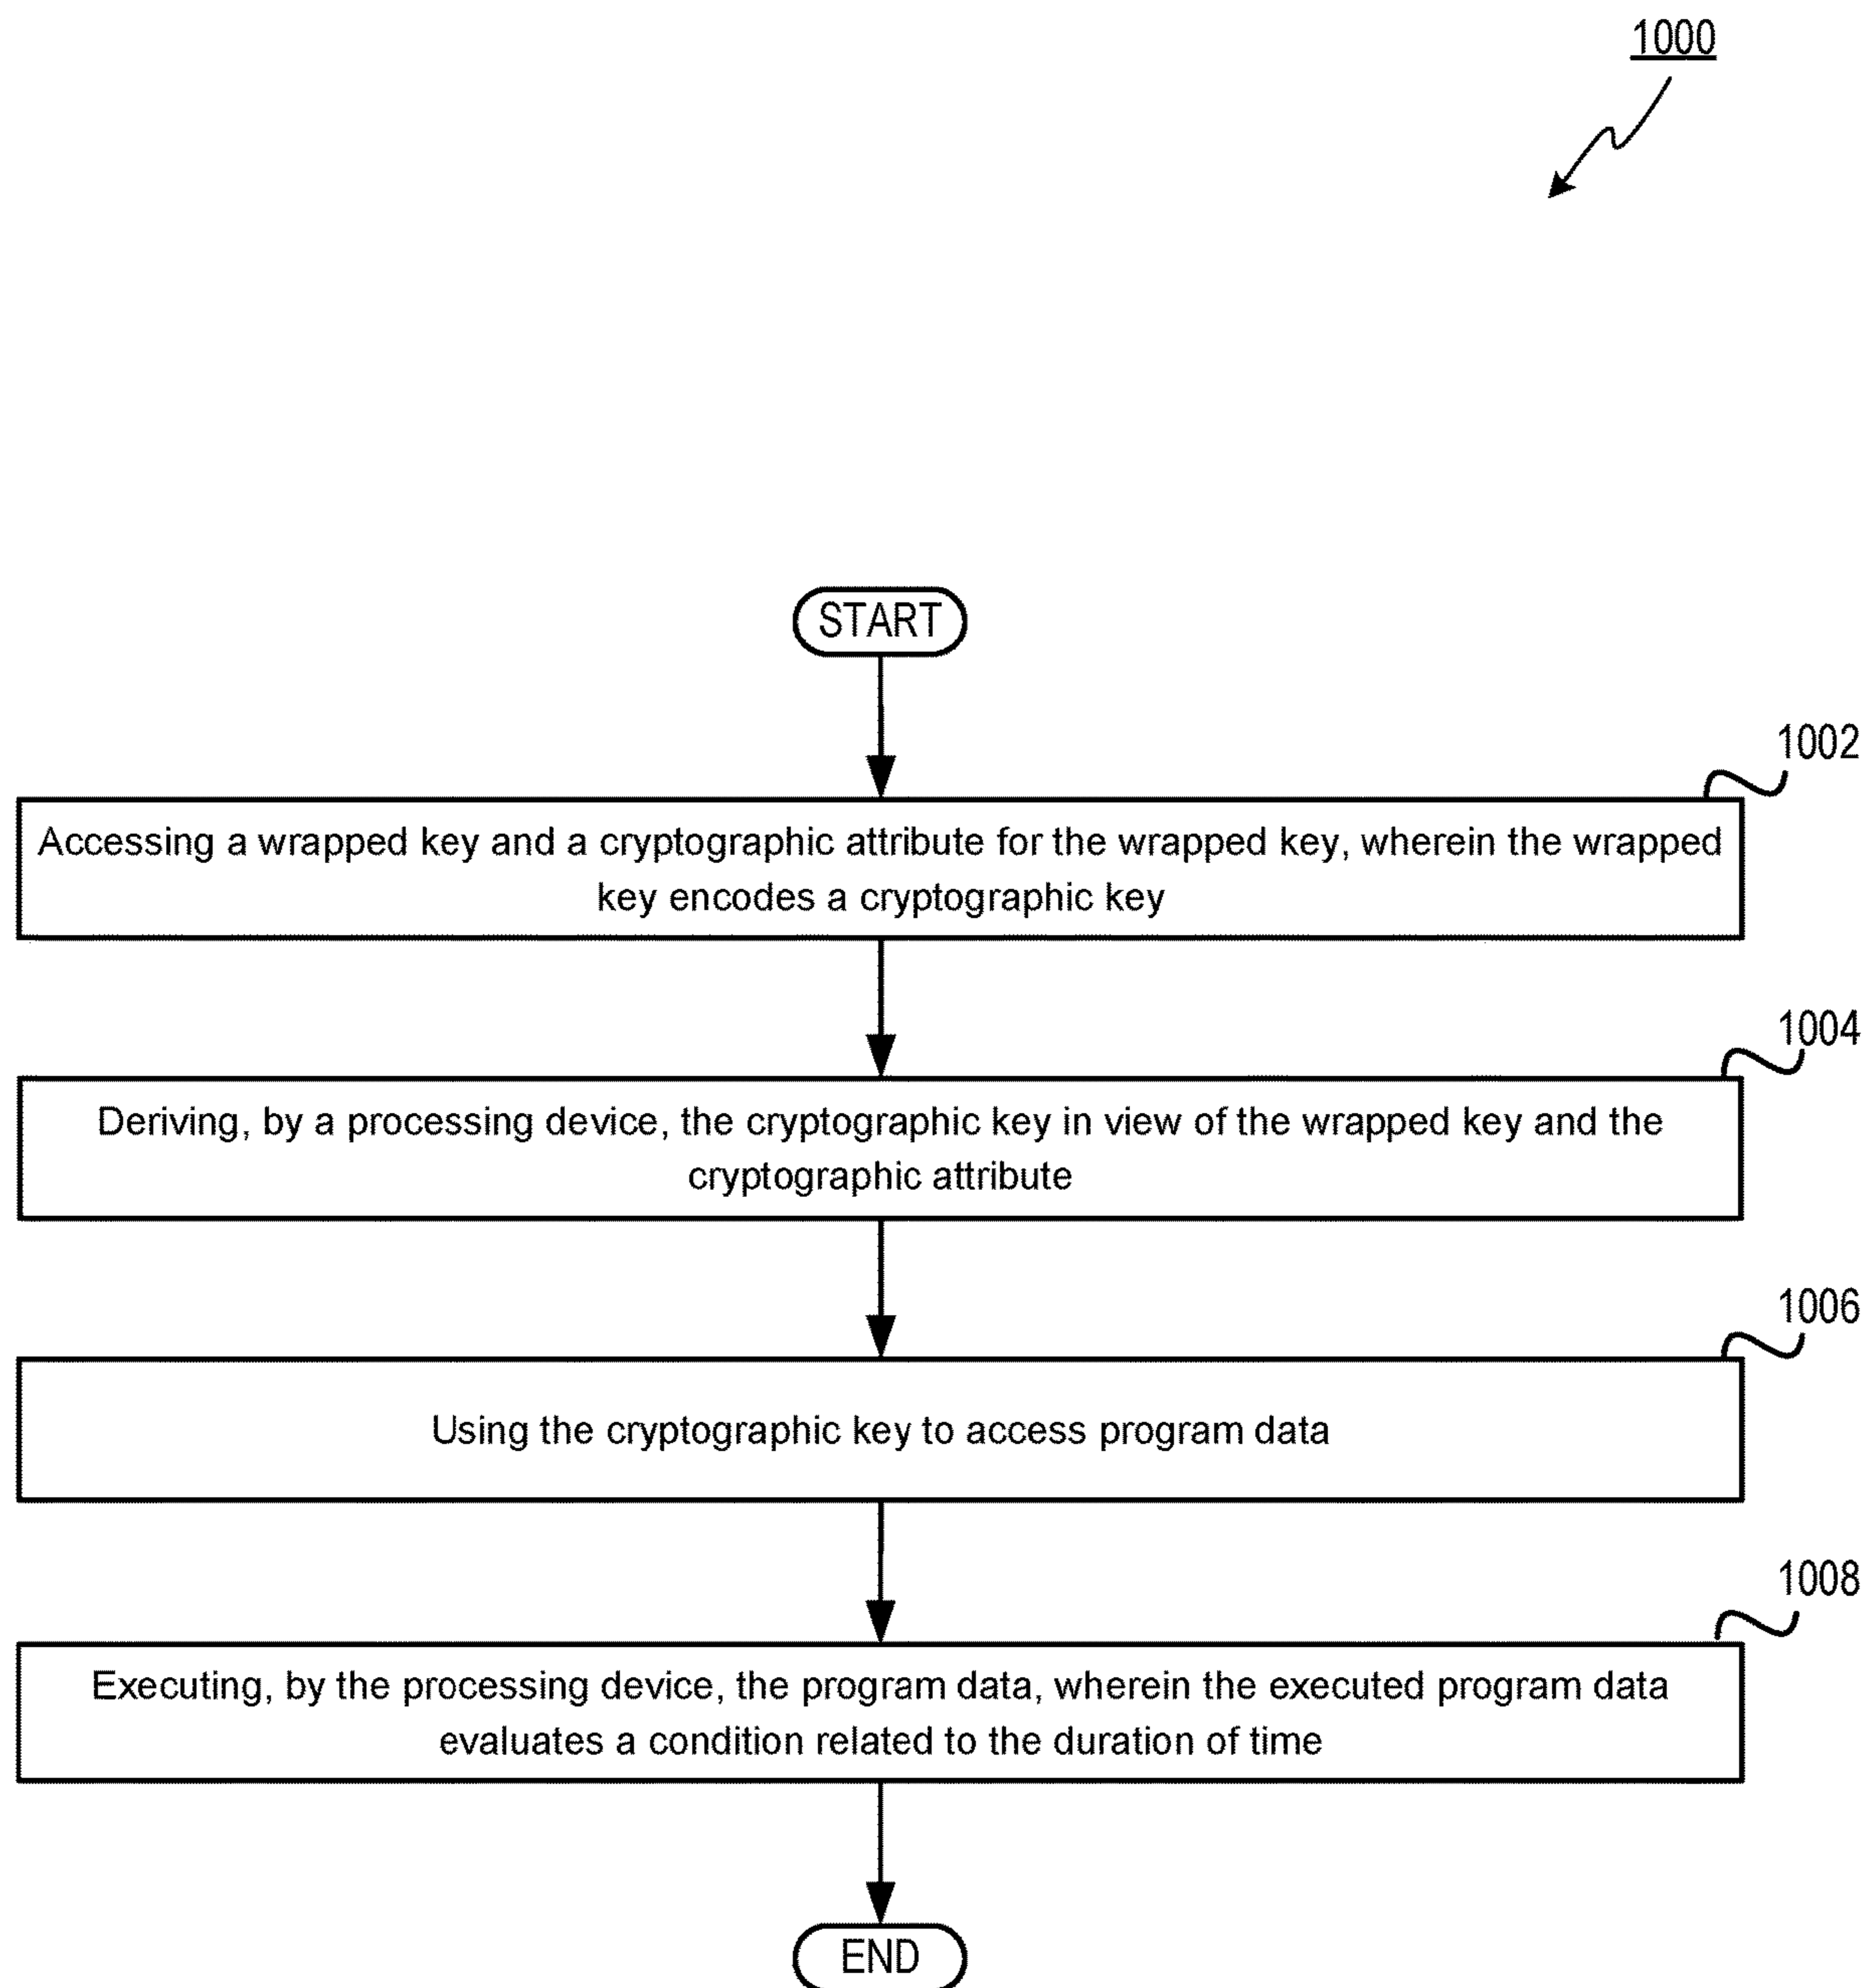 1000
START
1002
Accessing a wrapped key and a cryptographic attribute for the wrapped key, wherein the wrapped
key encodes a cryptographic key
1004
Deriving, by a processing device, the cryptographic key in view of the wrapped key and the
cryptographic attribute
1006
Using the cryptographic key to access program data
1008
Executing, by the processing device, the program data, wherein the executed program data
evaluates a condition related to the duration of time
END